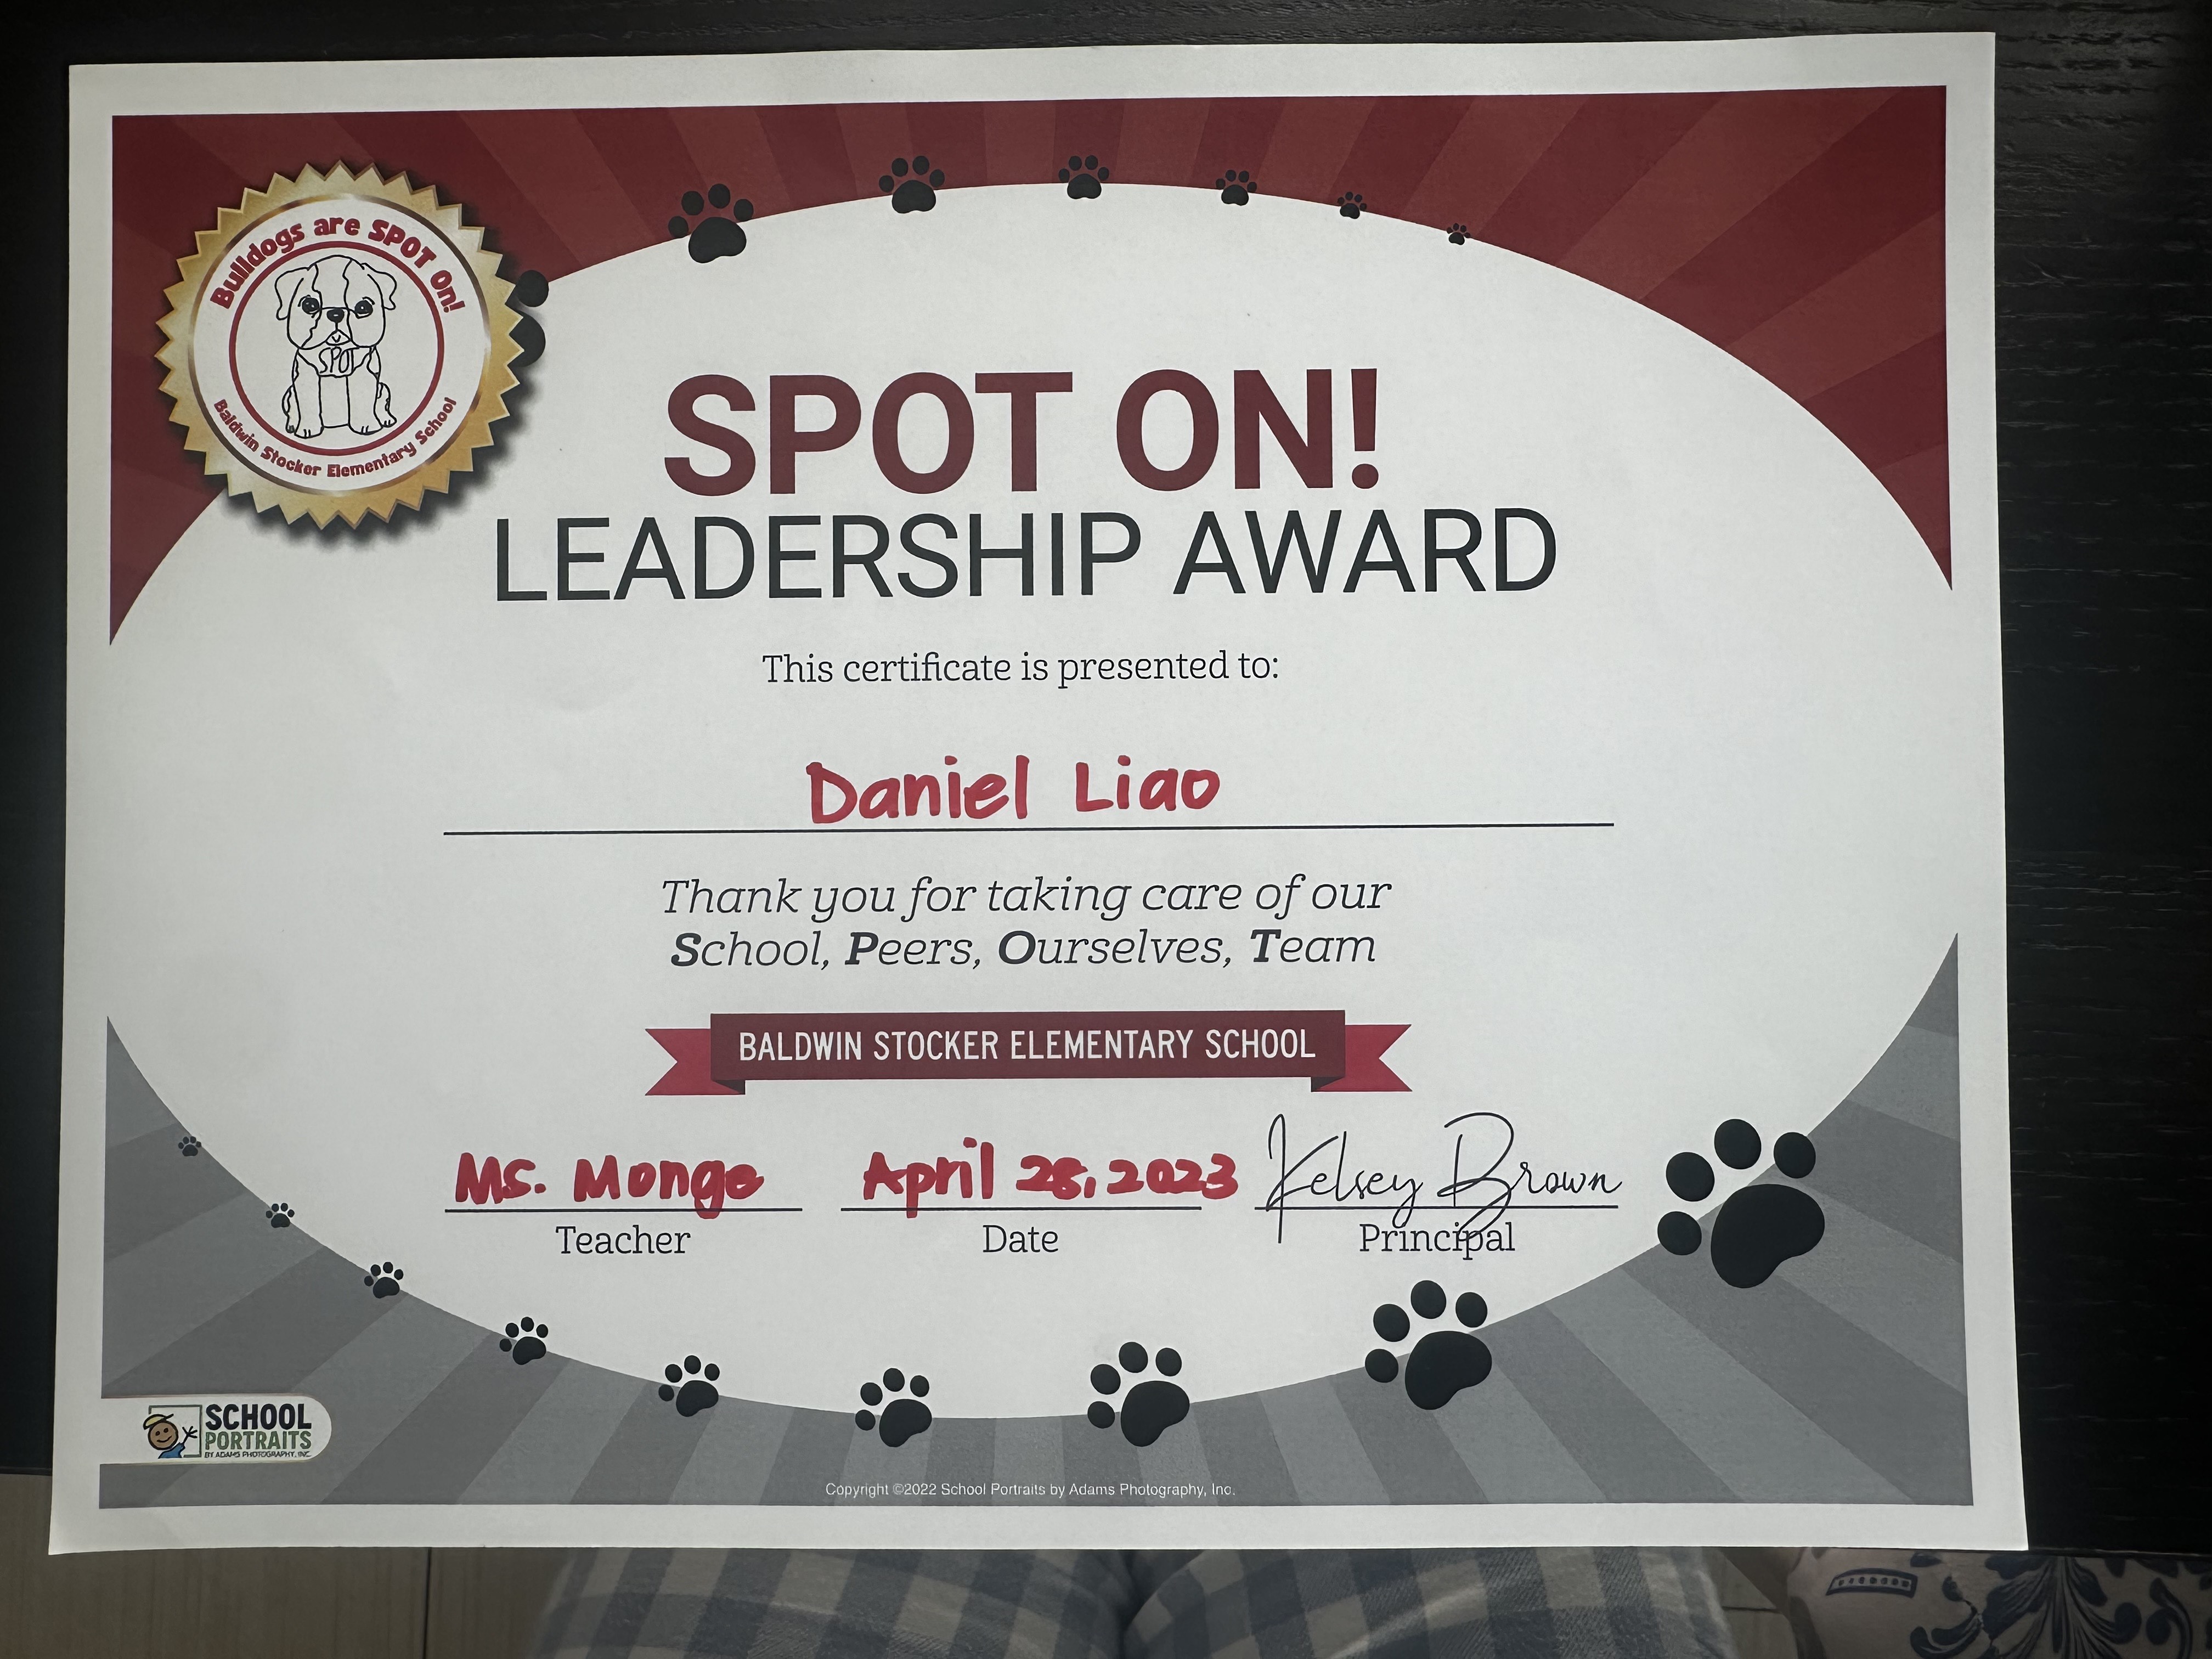 Bulldogs are SPOT On!
Baldwin Stocker Elementary School
SPOT ON!
LEADERSHIP AWARD
This certificate is presented to:
Daniel Liao
Thank you for taking care of our
School, Peers, Ourselves, Team
BALDWIN STOCKER ELEMENTARY SCHOOL
Ms. Monge April 28, 2023 Kelsey Brown
Teacher Date Principal
SCHOOL
PORTRAITS
BY ADAMS PHOTOGRAPHY, INC.
Copyright ©2022 School Portraits by Adams Photography, Inc.